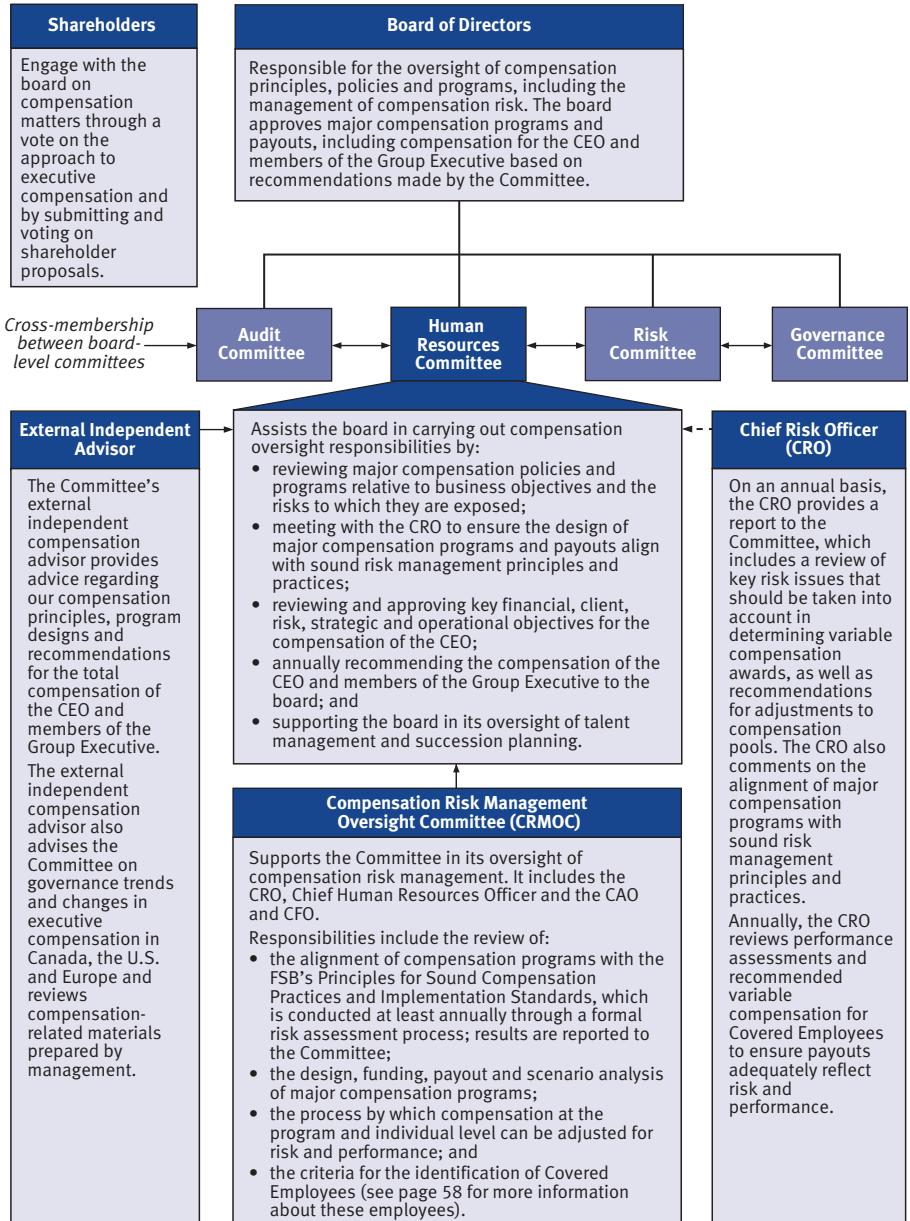 Shareholders
Engage with the
board on
compensation
matters through a
vote on the
approach to
executive
compensation and
by submitting and
voting on
shareholder
proposals.
Board of Directors
Responsible for the oversight of compensation
principles, policies and programs, including the
management of compensation risk. The board
approves major compensation programs and
payouts, including compensation for the CEO and
members of the Group Executive based on
recommendations made by the Committee.
Cross-membership
between board-
level committees
Audit
Committee
Human
Resources
Committee
Risk
Committee
Governance
Committee
External Independent
Advisor
The Committee’s
external
independent
compensation
advisor provides
advice regarding
our compensation
principles, program
designs and
recommendations
for the total
compensation of
the CEO and
members of the
Group Executive.
The external
independent
compensation
advisor also
advises the
Committee on
governance trends
and changes in
executive
compensation in
Canada, the U.S.
and Europe and
reviews
compensation-
related materials
prepared by
management.
Assists the board in carrying out compensation
oversight responsibilities by:
• reviewing major compensation policies and
programs relative to business objectives and the
risks to which they are exposed;
• meeting with the CRO to ensure the design of
major compensation programs and payouts align
with sound risk management principles and
practices;
• reviewing and approving key financial, client,
risk, strategic and operational objectives for the
compensation of the CEO;
• annually recommending the compensation of the
CEO and members of the Group Executive to the
board; and
• supporting the board in its oversight of talent
management and succession planning.
Compensation Risk Management
Oversight Committee (CRMOC)
Supports the Committee in its oversight of
compensation risk management. It includes the
CRO, Chief Human Resources Officer and the CAO
and CFO.
Responsibilities include the review of:
• the alignment of compensation programs with the
FSB’s Principles for Sound Compensation
Practices and Implementation Standards, which
is conducted at least annually through a formal
risk assessment process; results are reported to
the Committee;
• the design, funding, payout and scenario analysis
of major compensation programs;
• the process by which compensation at the
program and individual level can be adjusted for
risk and performance; and
• the criteria for the identification of Covered
Employees (see page 58 for more information
about these employees).
Chief Risk Officer
(CRO)
On an annual basis,
the CRO provides a
report to the
Committee, which
includes a review of
key risk issues that
should be taken into
account in
determining variable
compensation
awards, as well as
recommendations
for adjustments to
compensation
pools. The CRO also
comments on the
alignment of major
compensation
programs with
sound risk
management
principles and
practices.
Annually, the CRO
reviews performance
assessments and
recommended
variable
compensation for
Covered Employees
to ensure payouts
adequately reflect
risk and
performance.